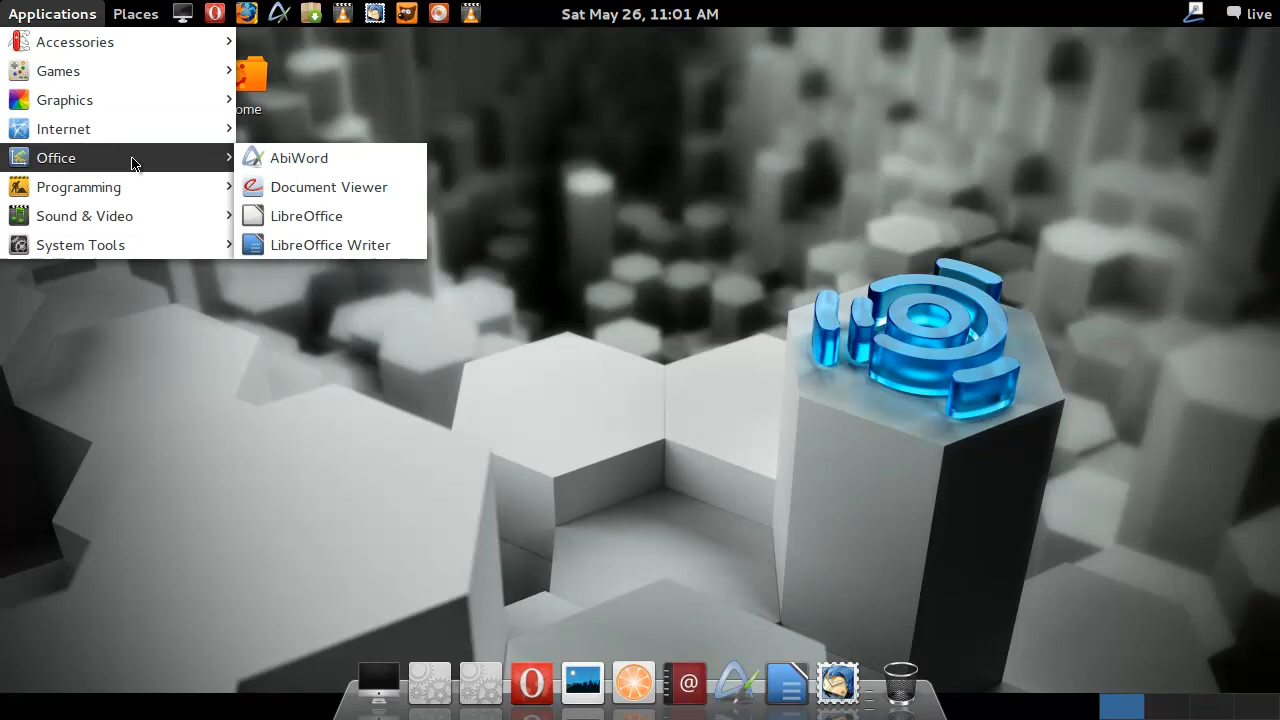 Applications Places Sat May 26, 11:01 AM live
Accessories
Games
Graphics
Internet
Office
Programming
Sound & Video
System Tools
ome
AbiWord
Document Viewer
LibreOffice
LibreOffice Writer
@